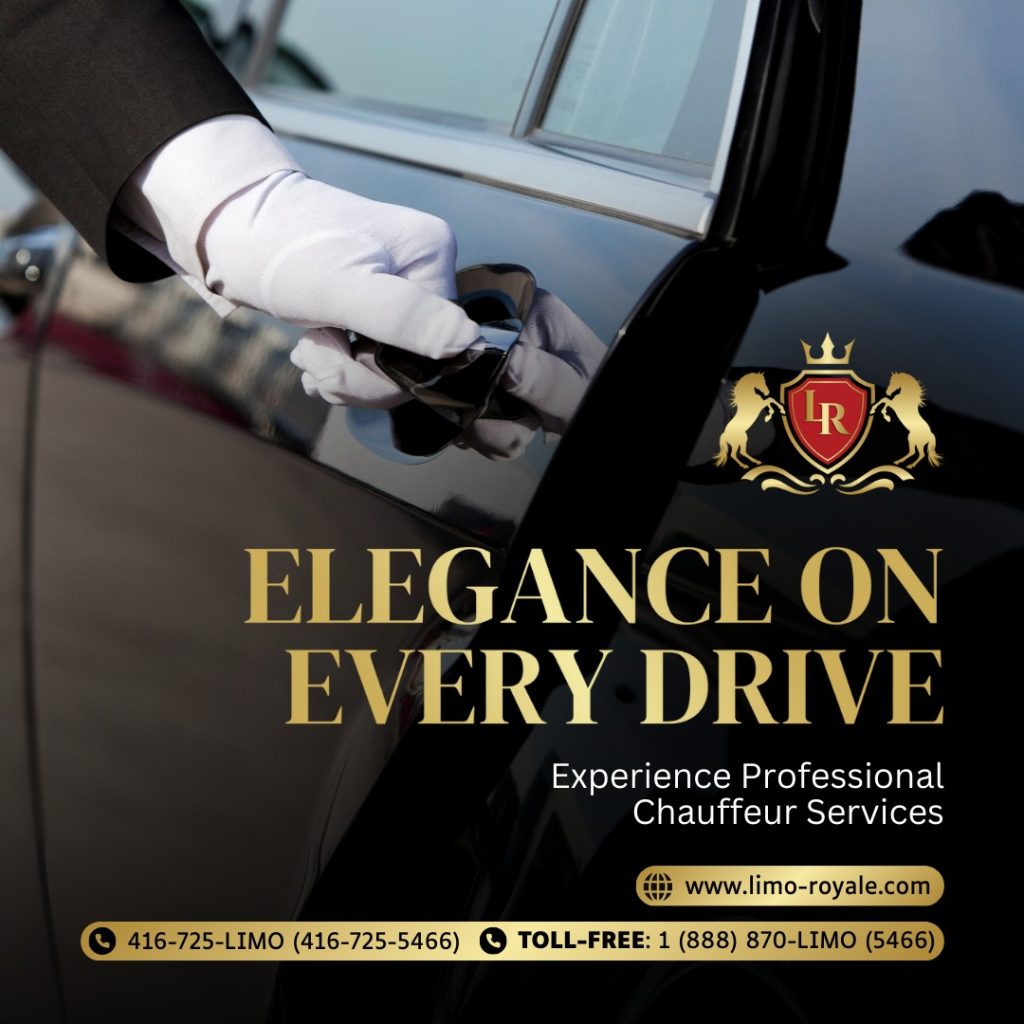 LR
ELEGANCE ON
EVERY DRIVE
Experience Professional
Chauffeur Services
www.limo-royale.com
416-725-LIMO (416-725-5466) TOLL-FREE: 1 (888) 870-LIMO (5466)